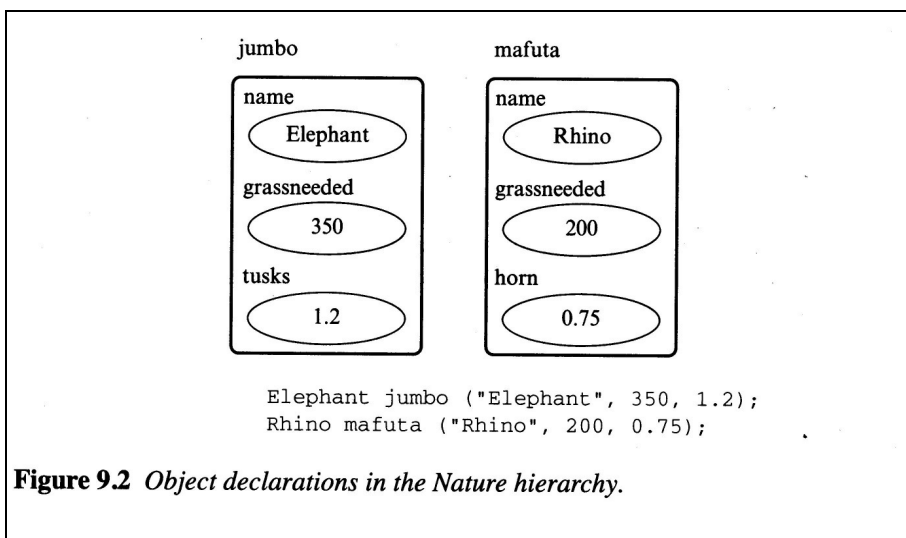 jumbo
mafuta
name
Elephant
grassneeded
350
tusks
1.2
name
Rhino
grassneeded
200
horn
0.75
Elephant jumbo ("Elephant", 350, 1.2);
Rhino mafuta ("Rhino", 200, 0.75);
Figure 9.2 Object declarations in the Nature hierarchy.